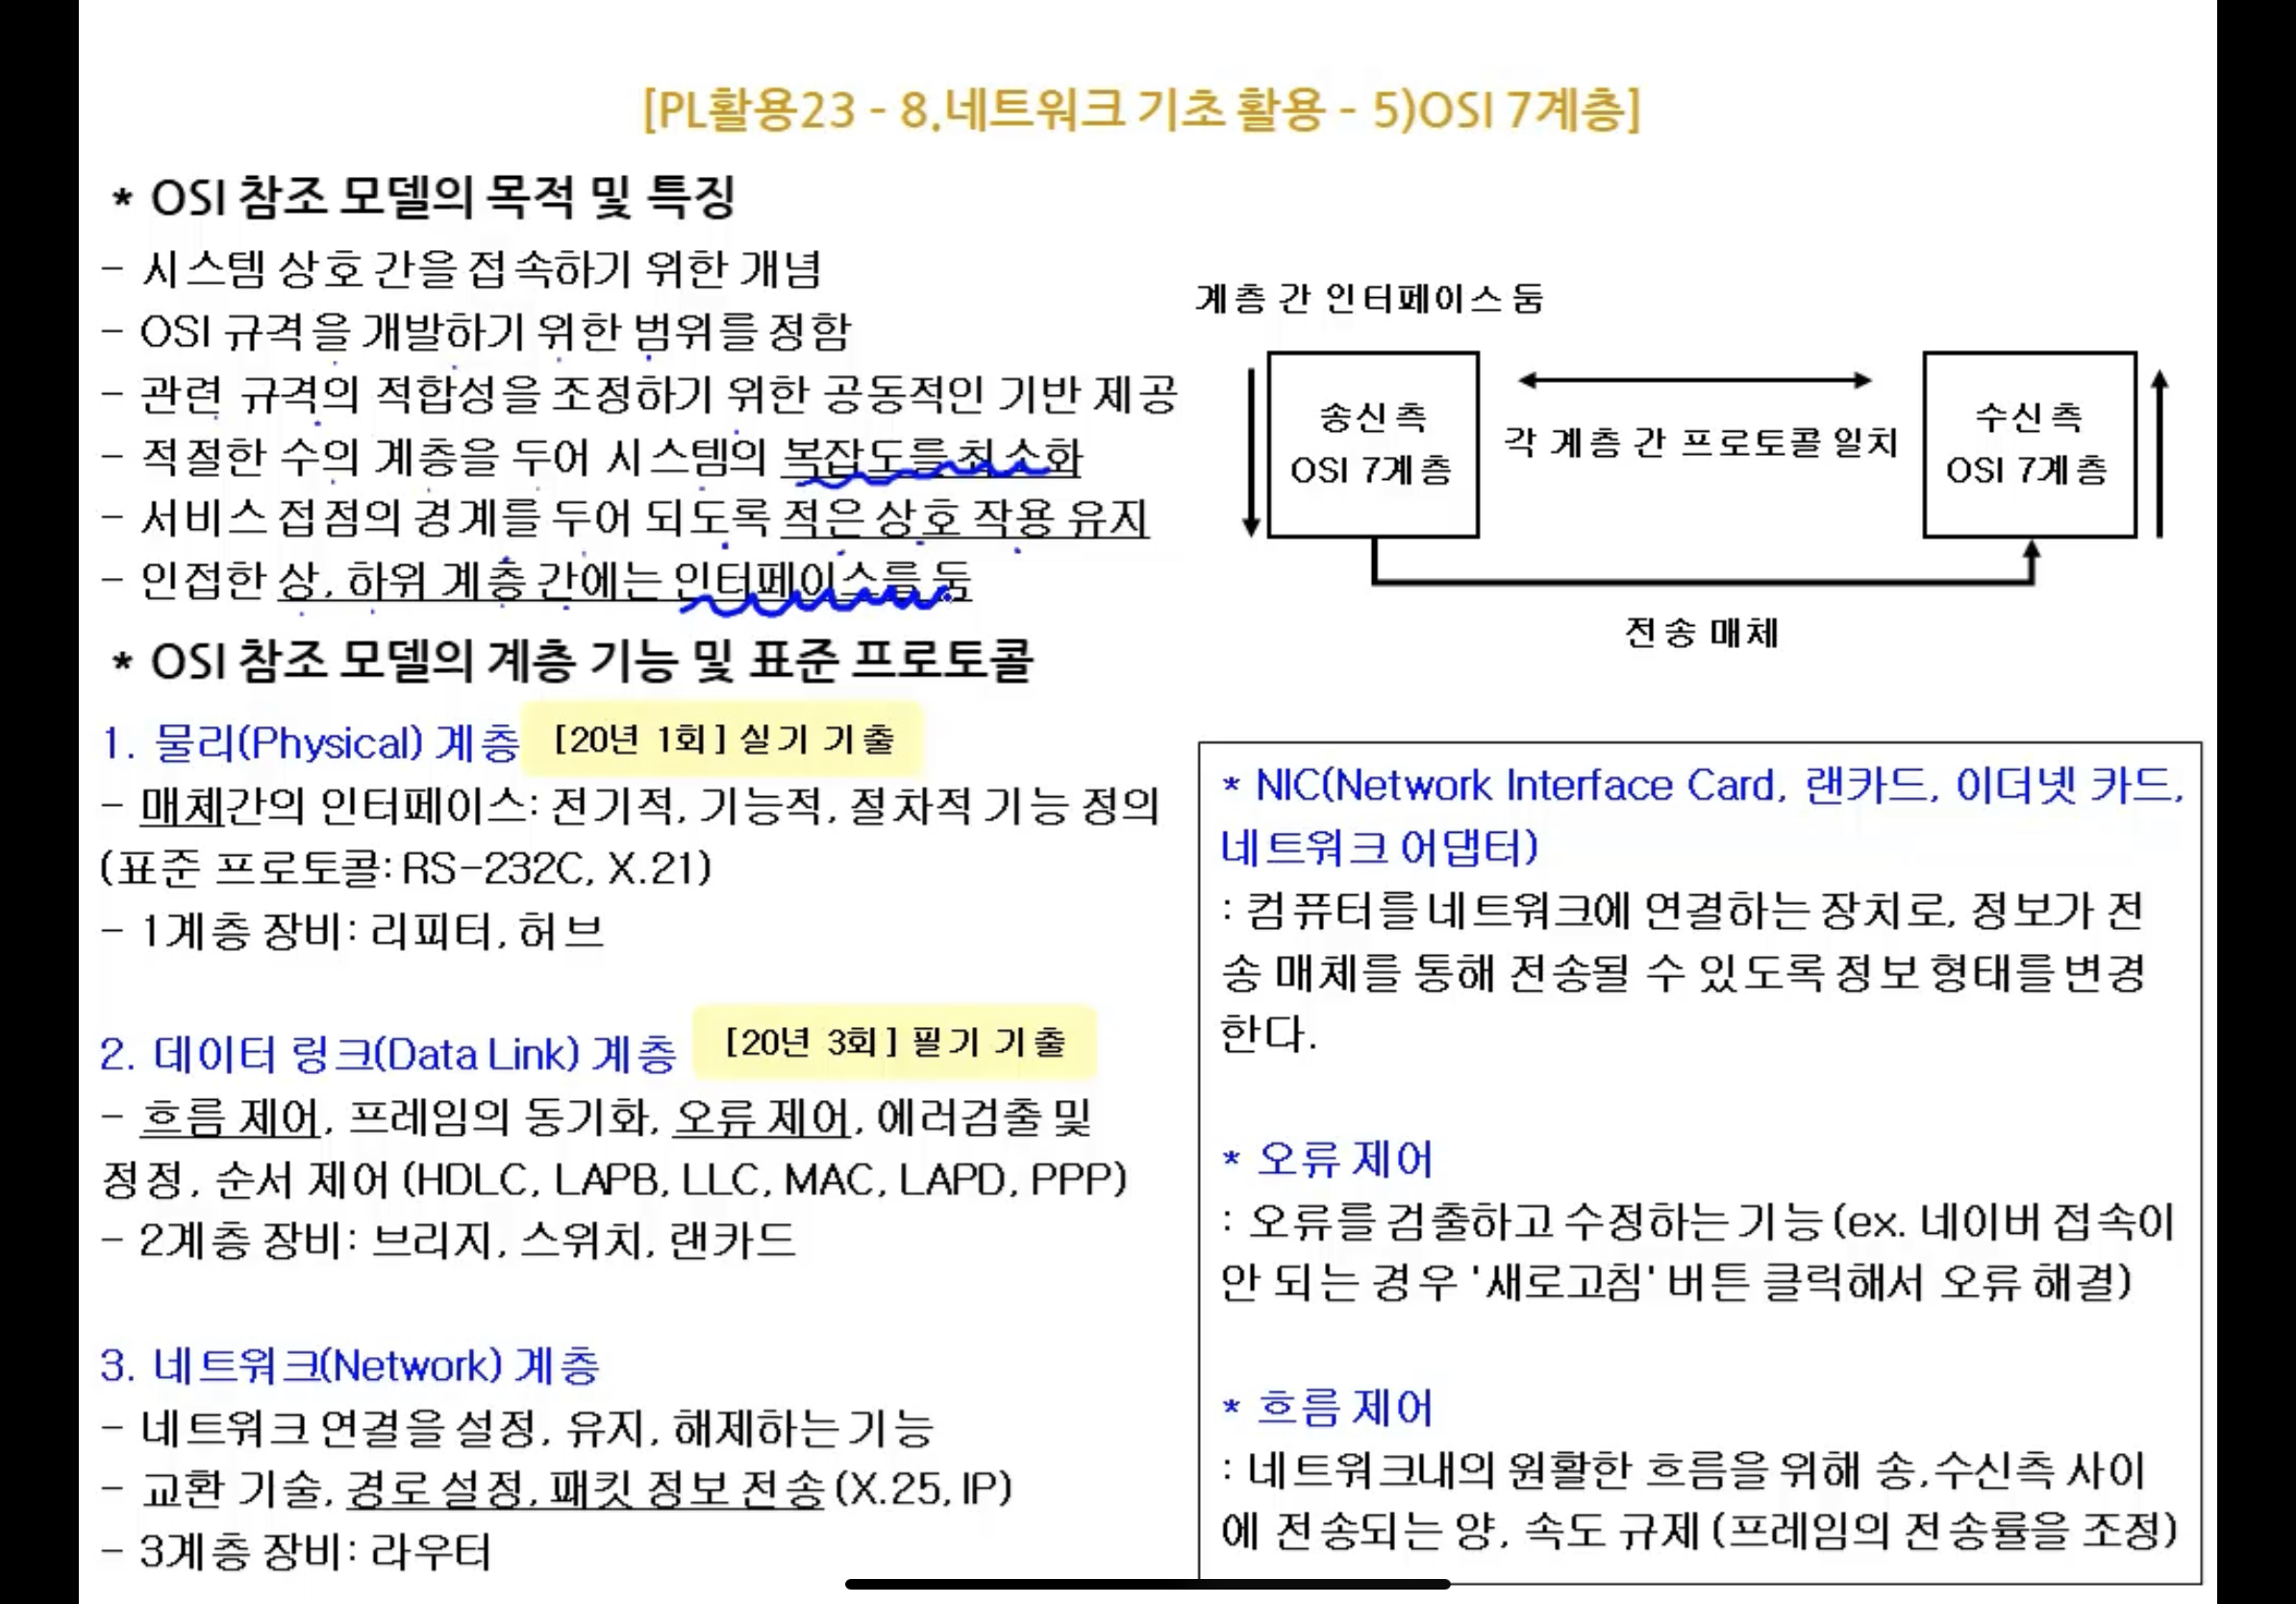 [PL활용23 - 8.네트워크 기초 활용 - 5)OSI 7계층]
* OSI 참조 모델의 목적 및 특징
- 시스템 상호 간을 접속하기 위한 개념
- OSI 규격을 개발하기 위한 범위를 정함
- 관련 규격의 적합성을 조정하기 위한 공동적인 기반 제공
- 적절한 수의 계층을 두어 시스템의 복잡도를 최소화
- 서비스 접점의 경계를 두어 되도록 적은 상호 작용 유지
- 인접한 상, 하위 계층 간에는 인터페이스를 둠
계층 간 인터페이스 둠
송신 측
OSI 7계층
각 계층 간 프로토콜 일치
수신 측
OSI 7계층
전송 매체
* OSI 참조 모델의 계층 기능 및 표준 프로토콜
1. 물리(Physical) 계층 [20년 1회] 실기 기출
- 매체간의 인터페이스: 전기적, 기능적, 절차적 기능 정의
(표준 프로토콜: RS-232C, X.21)
- 1계층 장비: 리피터, 허브
2. 데이터 링크(Data Link) 계층 [20년 3회] 필기 기출
- 흐름 제어, 프레임의 동기화, 오류 제어, 에러검출 및
정정, 순서 제어 (HDLC, LAPB, LLC, MAC, LAPD, PPP)
- 2계층 장비: 브리지, 스위치, 랜카드
3. 네트워크(Network) 계층
- 네트워크 연결을 설정, 유지, 해제하는 기능
- 교환 기술, 경로 설정, 패킷 정보 전송 (X.25, IP)
- 3계층 장비: 라우터
* NIC(Network Interface Card, 랜카드, 이더넷 카드,
네트워크 어댑터)
: 컴퓨터를 네트워크에 연결하는 장치로, 정보가 전
송 매체를 통해 전송될 수 있도록 정보 형태를 변경
한다.
* 오류 제어
: 오류를 검출하고 수정하는 기능 (ex. 네이버 접속이
안 되는 경우 '새로고침' 버튼 클릭해서 오류 해결)
* 흐름 제어
: 네트워크내의 원활한 흐름을 위해 송,수신측 사이
에 전송되는 양, 속도 규제 (프레임의 전송률을 조정)